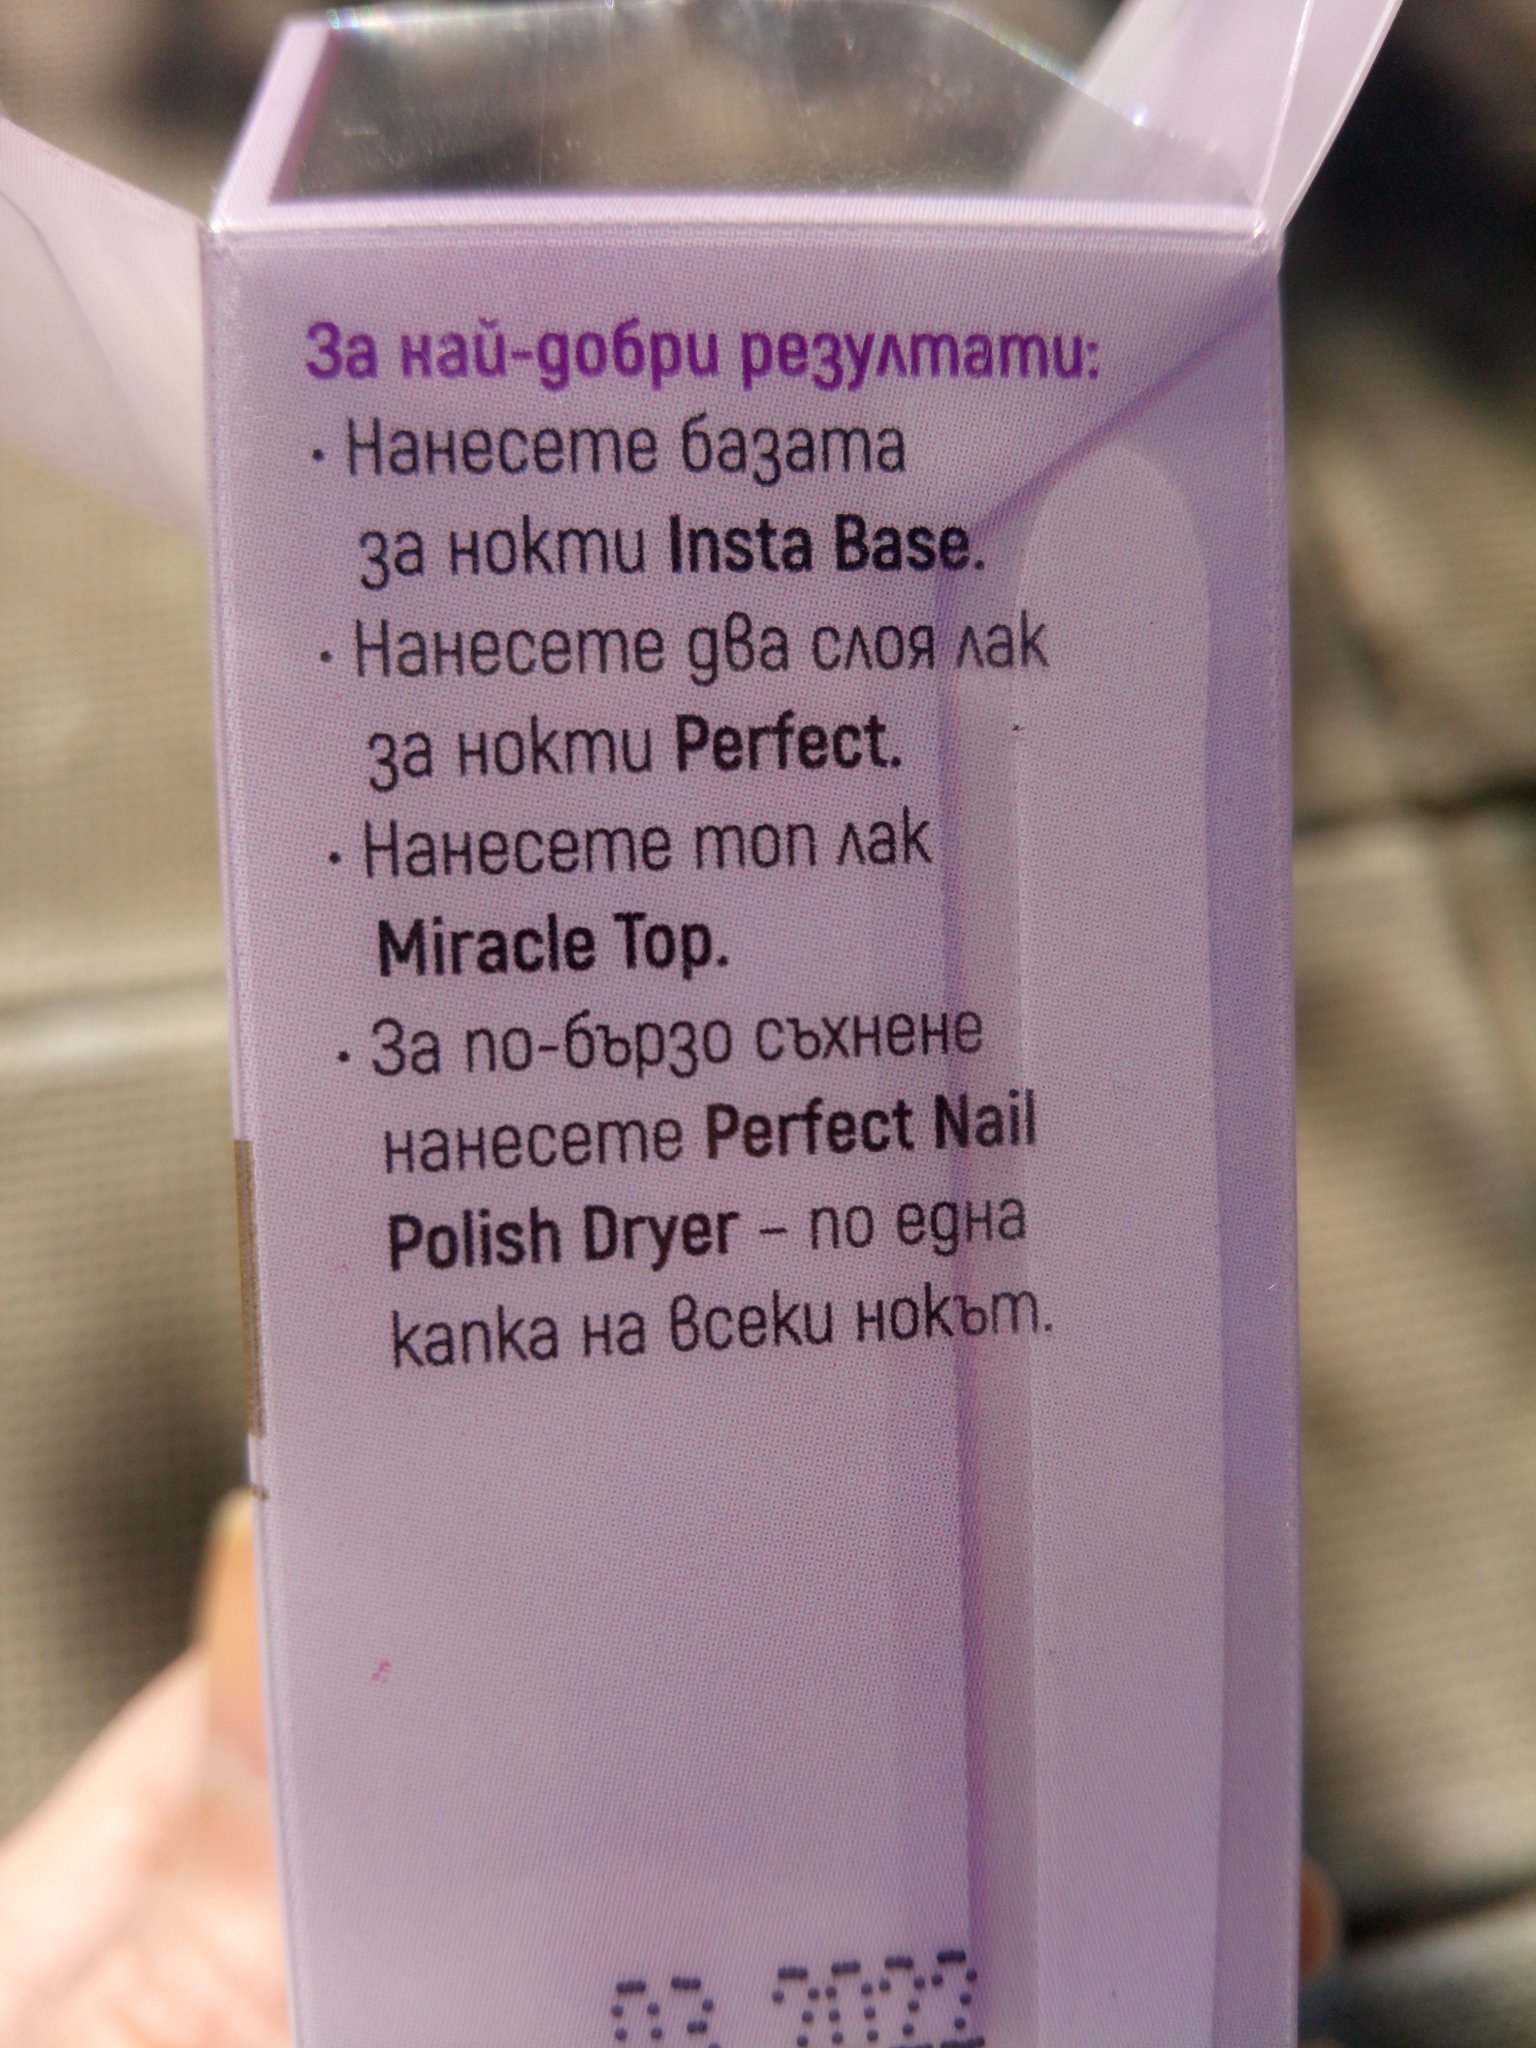 За най-добри резултати:
· Нанесете базата
за нокти Insta Base.
· Нанесете два слоя лак
за нокти Perfect.
· Нанесете топ лак
Miracle Top.
· За по-бързо съхнене
нанесете Perfect Nail
Polish Dryer – по една
капка на всеки нокът.